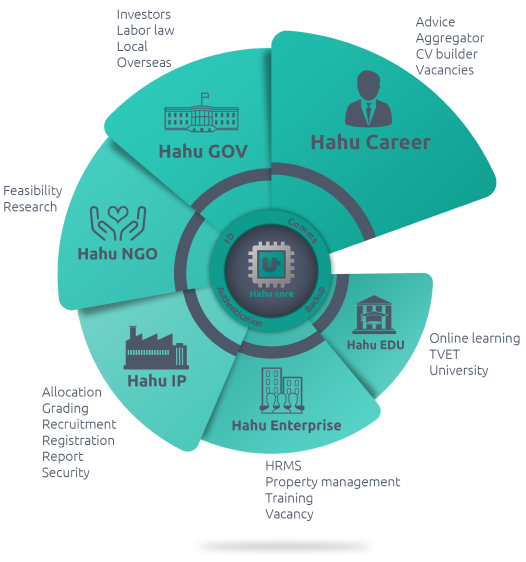 Investors
Labor law
Local
Overseas
Advice
Aggregator
CV builder
Vacancies
Hahu GOV
Hahu Career
Feasibility
Research
Hahu NGO
ID
Comms
Hahu core
Authentication
Backup
Hahu EDU
Online learning
TVET
University
Hahu IP
Allocation
Grading
Recruitment
Registration
Report
Security
Hahu Enterprise
HRMS
Property management
Training
Vacancy